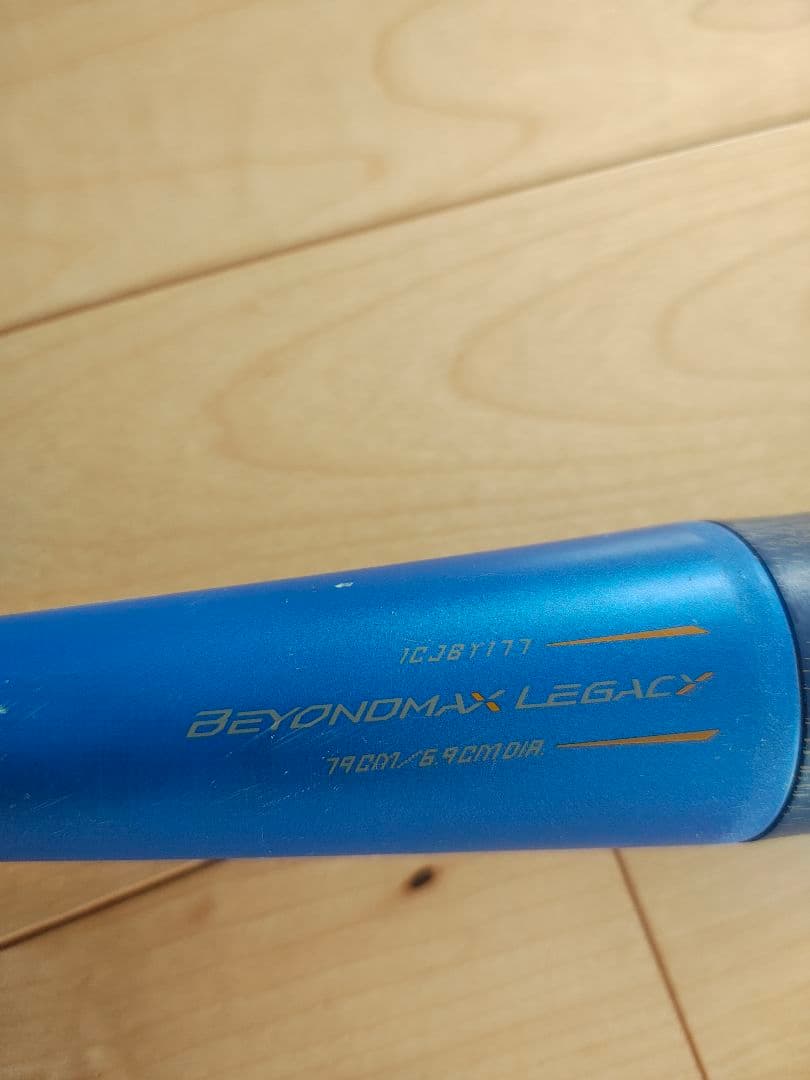 1CJBY177
BEYONDMAX LEGACY
79CM/6.9CM DIA.